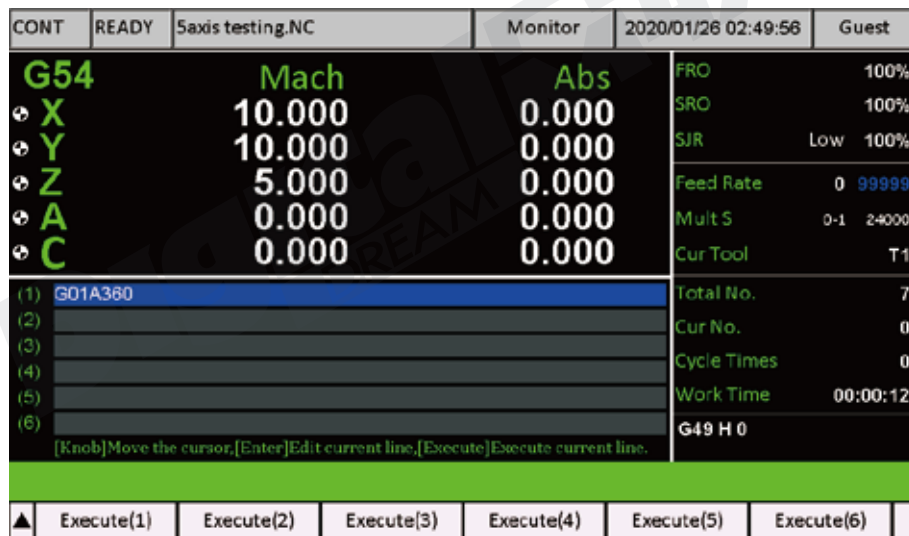 CONT READY 5axis testing.NC Monitor 2020/01/26 02:49:56 Guest
G54 Mach Abs
X 10.000 0.000
Y 10.000 0.000
Z 5.000 0.000
A 0.000 0.000
C 0.000 0.000
FRO 100%
SRO 100%
SJR Low 100%
Feed Rate 0 99999
Mult S 0-1 24000
Cur Tool T1
(1) G01A360
(2)
(3)
(4)
(5)
(6)
[Knob]Move the cursor,[Enter]Edit current line,[Execute]Execute current line.
Total No. 7
Cur No. 0
Cycle Times 0
Work Time 00:00:12
G49 H 0
▲ Execute(1) Execute(2) Execute(3) Execute(4) Execute(5) Execute(6)